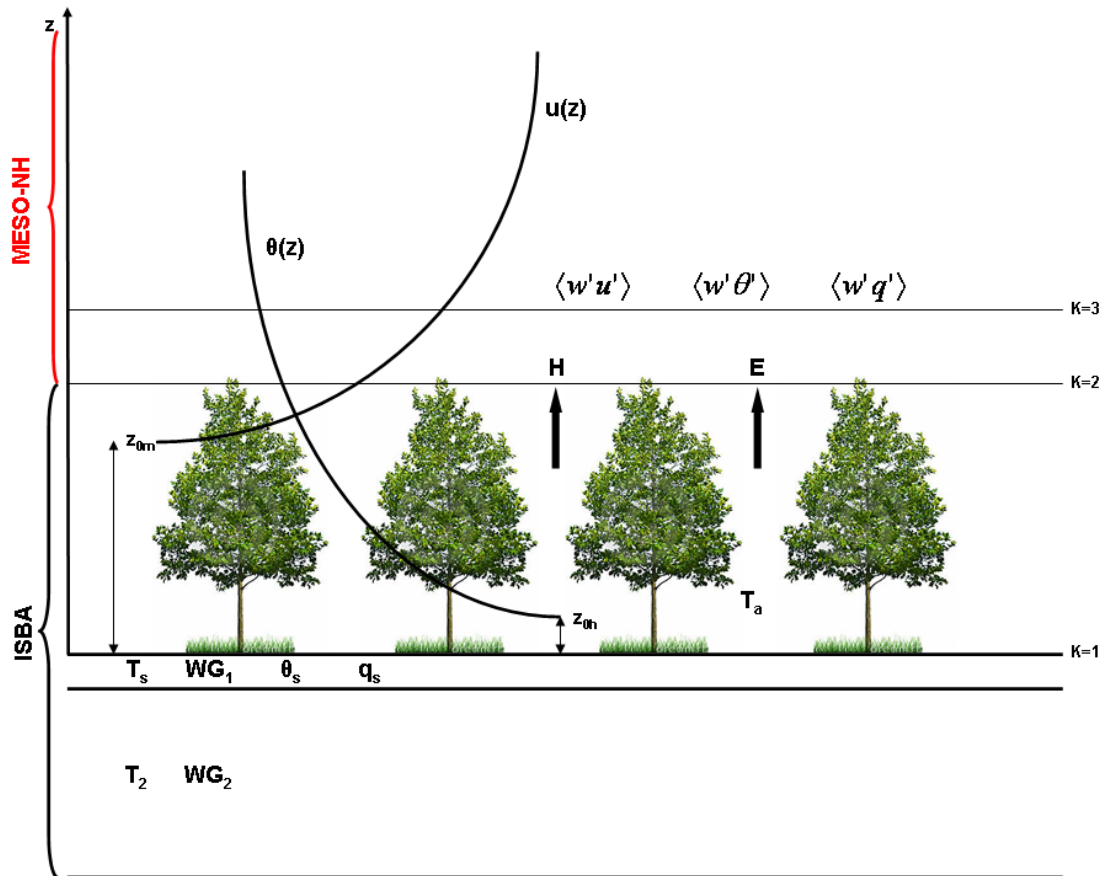 z
u(z)
MESO-NH
θ(z)
⟨w'u'⟩ ⟨w'θ'⟩ ⟨w'q'⟩
K=3
H E
K=2
z₀ₘ
ISBA
Tₐ
z₀ₕ
K=1
Tₛ WG₁ θₛ qₛ
T₂ WG₂